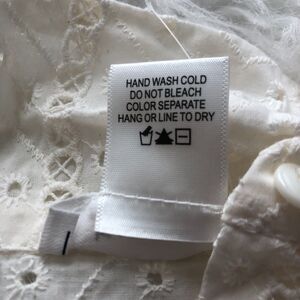 HAND WASH COLD
DO NOT BLEACH
COLOR SEPARATE
HANG OR LINE TO DRY